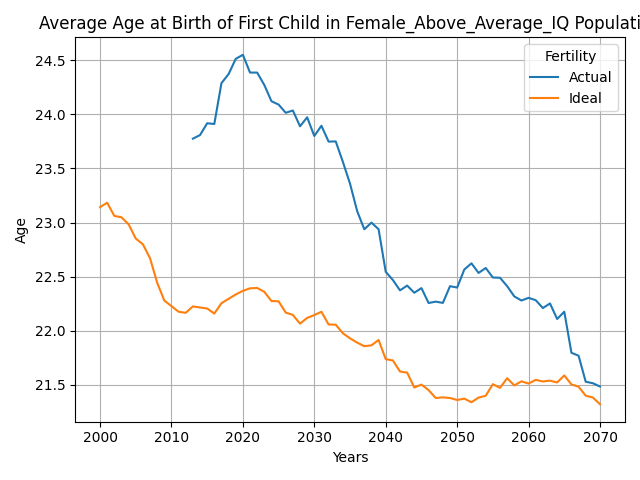 Average Age at Birth of First Child in Female_Above_Average_IQ Populati
Fertility
Actual
Ideal
24.5
24.0
23.5
23.0
22.5
22.0
21.5
Age
2000 2010 2020 2030 2040 2050 2060 2070
Years